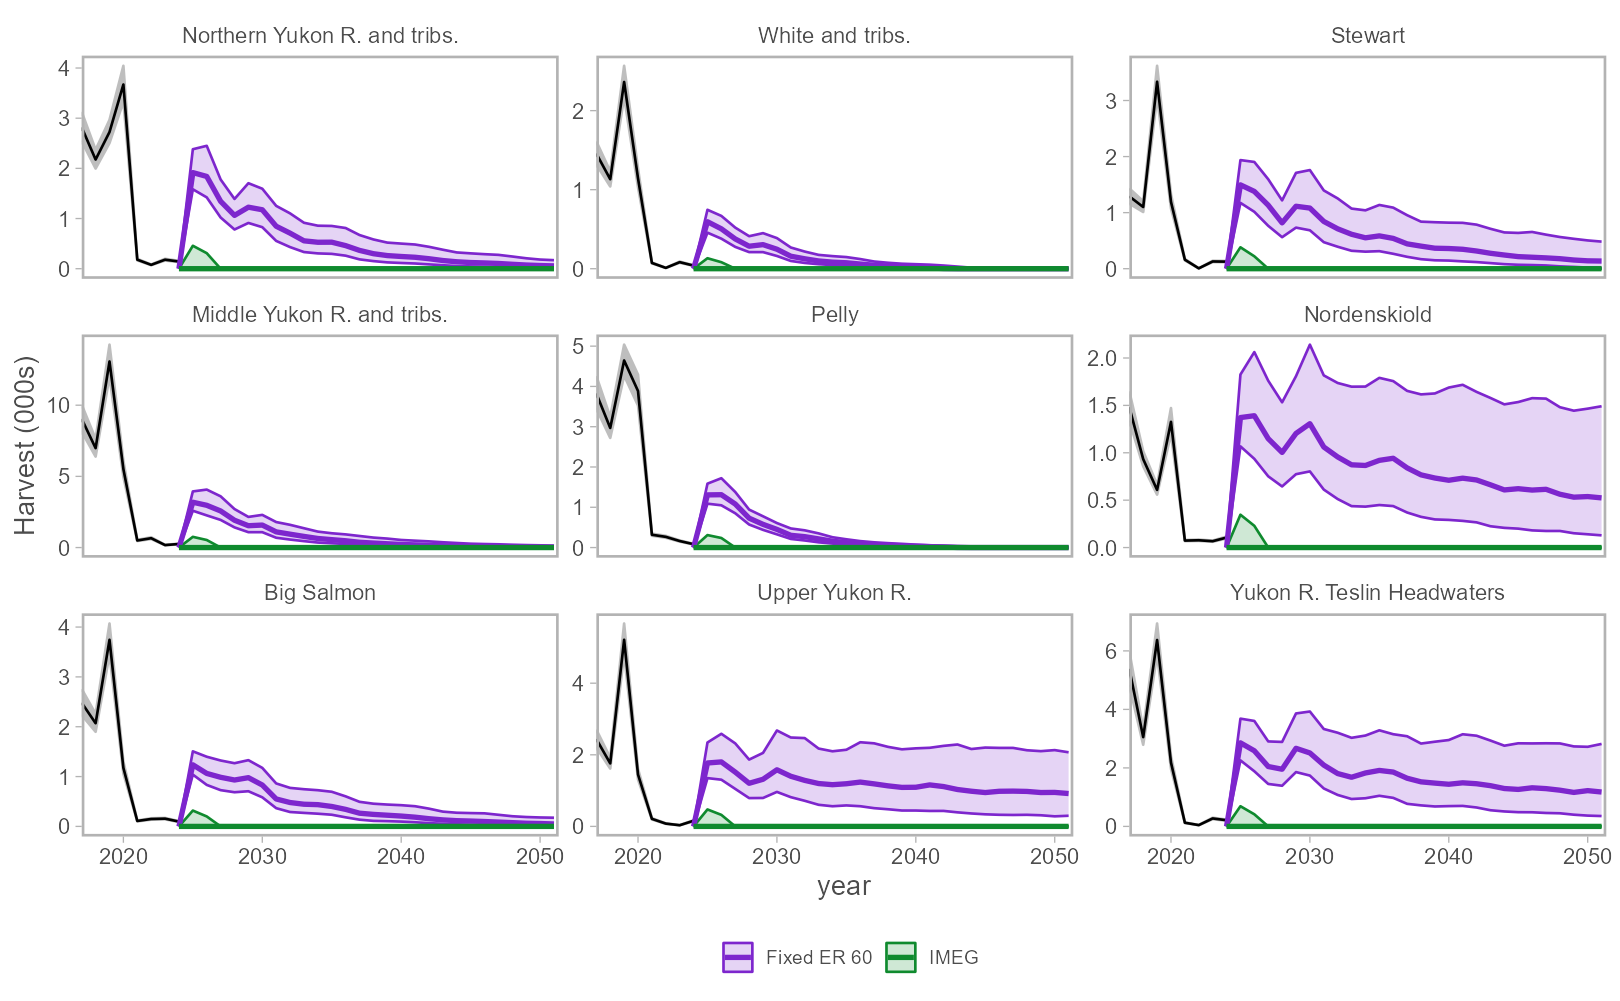 Northern Yukon R. and tribs.
White and tribs.
Stewart
4
3
2
1
0
2
1
0
3
2
1
0
Middle Yukon R. and tribs.
Pelly
Nordenskiold
Harvest (000s)
10
5
0
5
4
3
2
1
0
2.0
1.5
1.0
0.5
0.0
Big Salmon
Upper Yukon R.
Yukon R. Teslin Headwaters
4
3
2
1
0
4
2
0
6
4
2
0
2020 2030 2040 2050
2020 2030 2040 2050
2020 2030 2040 2050
year
Fixed ER 60 IMEG